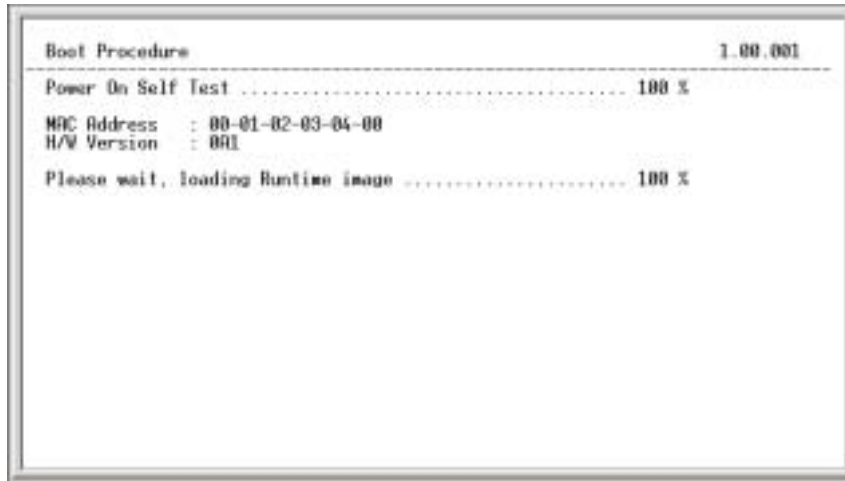 Boot Procedure 1.00.001
Power On Self Test ........................................ 100 %
MAC Address : 00-01-02-03-04-00
H/W Version : 0A1
Please wait, loading Runtime image ....................... 100 %